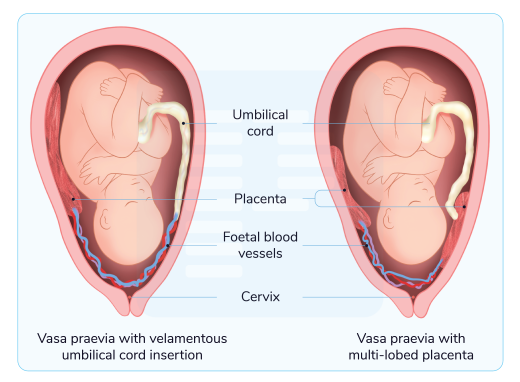 Umbilical
cord
Placenta
Foetal blood
vessels
Cervix
Vasa praevia with velamentous
umbilical cord insertion
Vasa praevia with
multi-lobed placenta